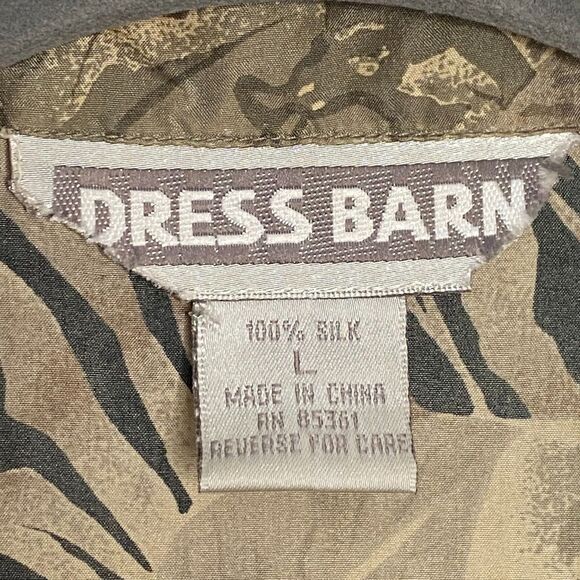 DRESS BARN
100% SILK
L
MADE IN CHINA
RN 85361
REVERSE FOR CARE